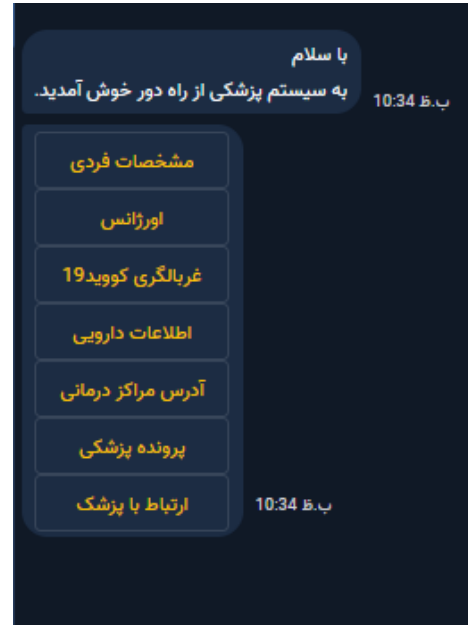 با سلام
به سیستم پزشکی از راه دور خوش آمدید.
10:34 ب.ظ
مشخصات فردی
اورژانس
غربالگری کووید19
اطلاعات دارویی
آدرس مراکز درمانی
پرونده پزشکی
ارتباط با پزشک
10:34 ب.ظ